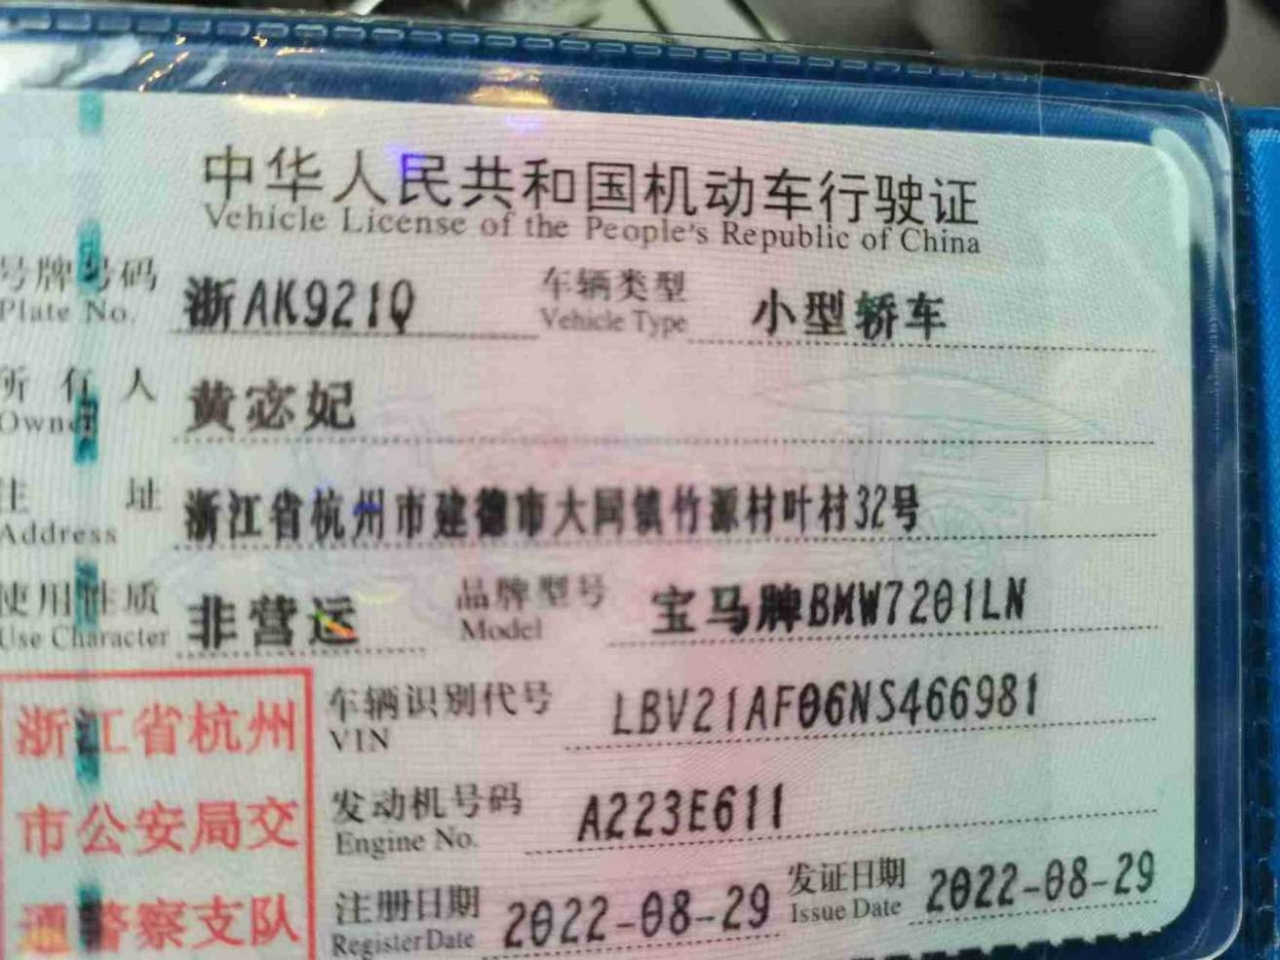 中华人民共和国机动车行驶证
Vehicle License of the People's Republic of China
号牌号码 浙AK921Q 车辆类型 小型轿车
Plate No. Vehicle Type
所有人 黄宓妃
Owner
住址 浙江省杭州市建德市大同镇竹源村叶村32号
Address
使用性质 非营运 品牌型号 宝马牌BMW7201LN
Use Character Model
浙江省杭州
市公安局交
通警察支队
车辆识别代号 LBV21AF06NS466981
VIN
发动机号码 A223E611
Engine No.
注册日期 2022-08-29 发证日期 2022-08-29
Register Date Issue Date